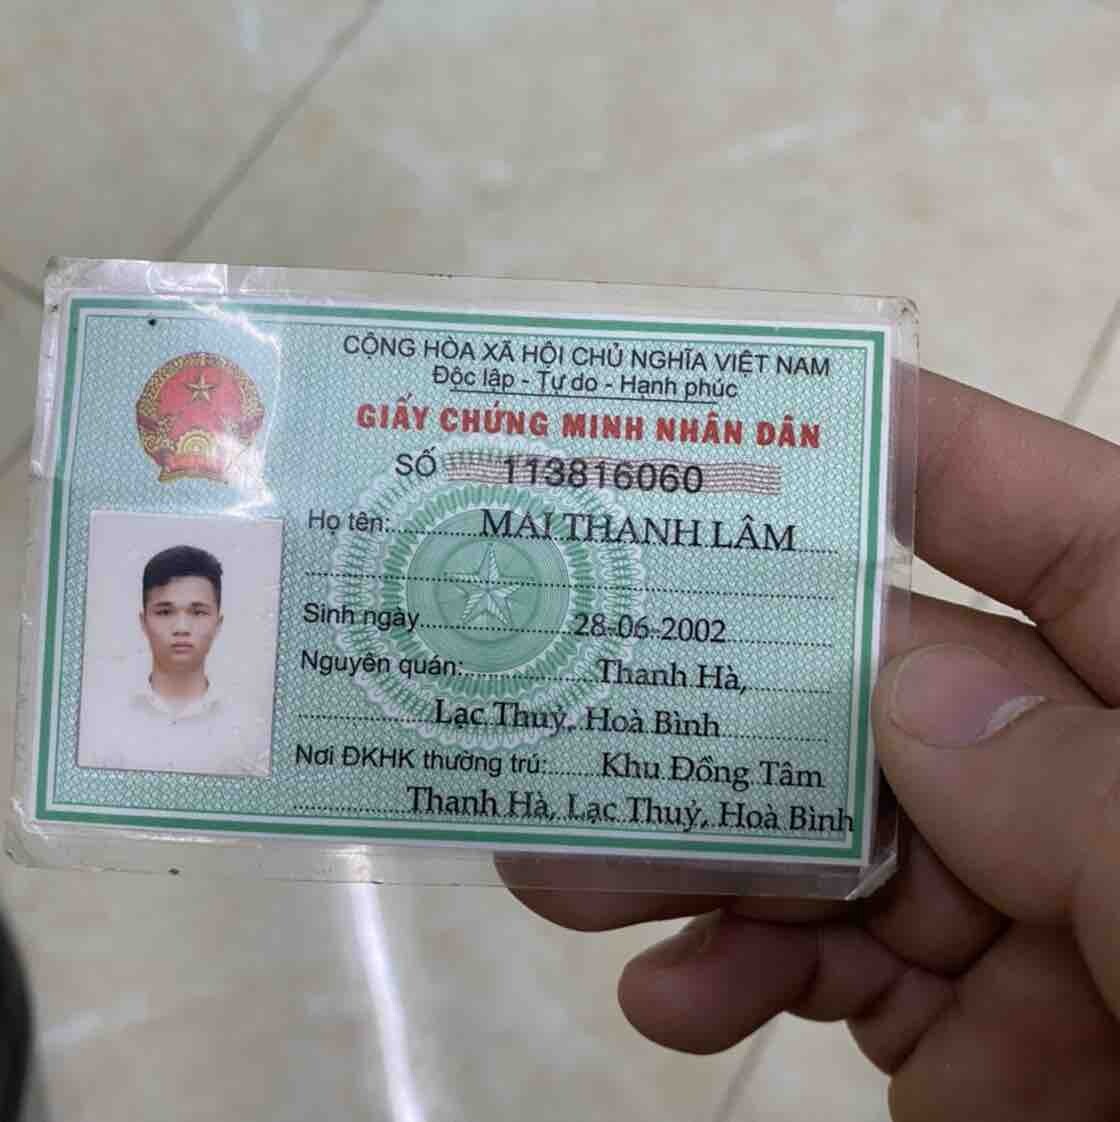 CỘNG HÒA XÃ HỘI CHỦ NGHĨA VIỆT NAM
Độc lập - Tự do - Hạnh phúc
GIẤY CHỨNG MINH NHÂN DÂN
SỐ 113816060
Họ tên: MAI THANH LÂM
Sinh ngày 28-06-2002
Nguyên quán: Thanh Hà,
Lạc Thuỷ, Hoà Bình
Nơi ĐKHK thường trú: Khu Đồng Tâm
Thanh Hà, Lạc Thuỷ, Hoà Bình